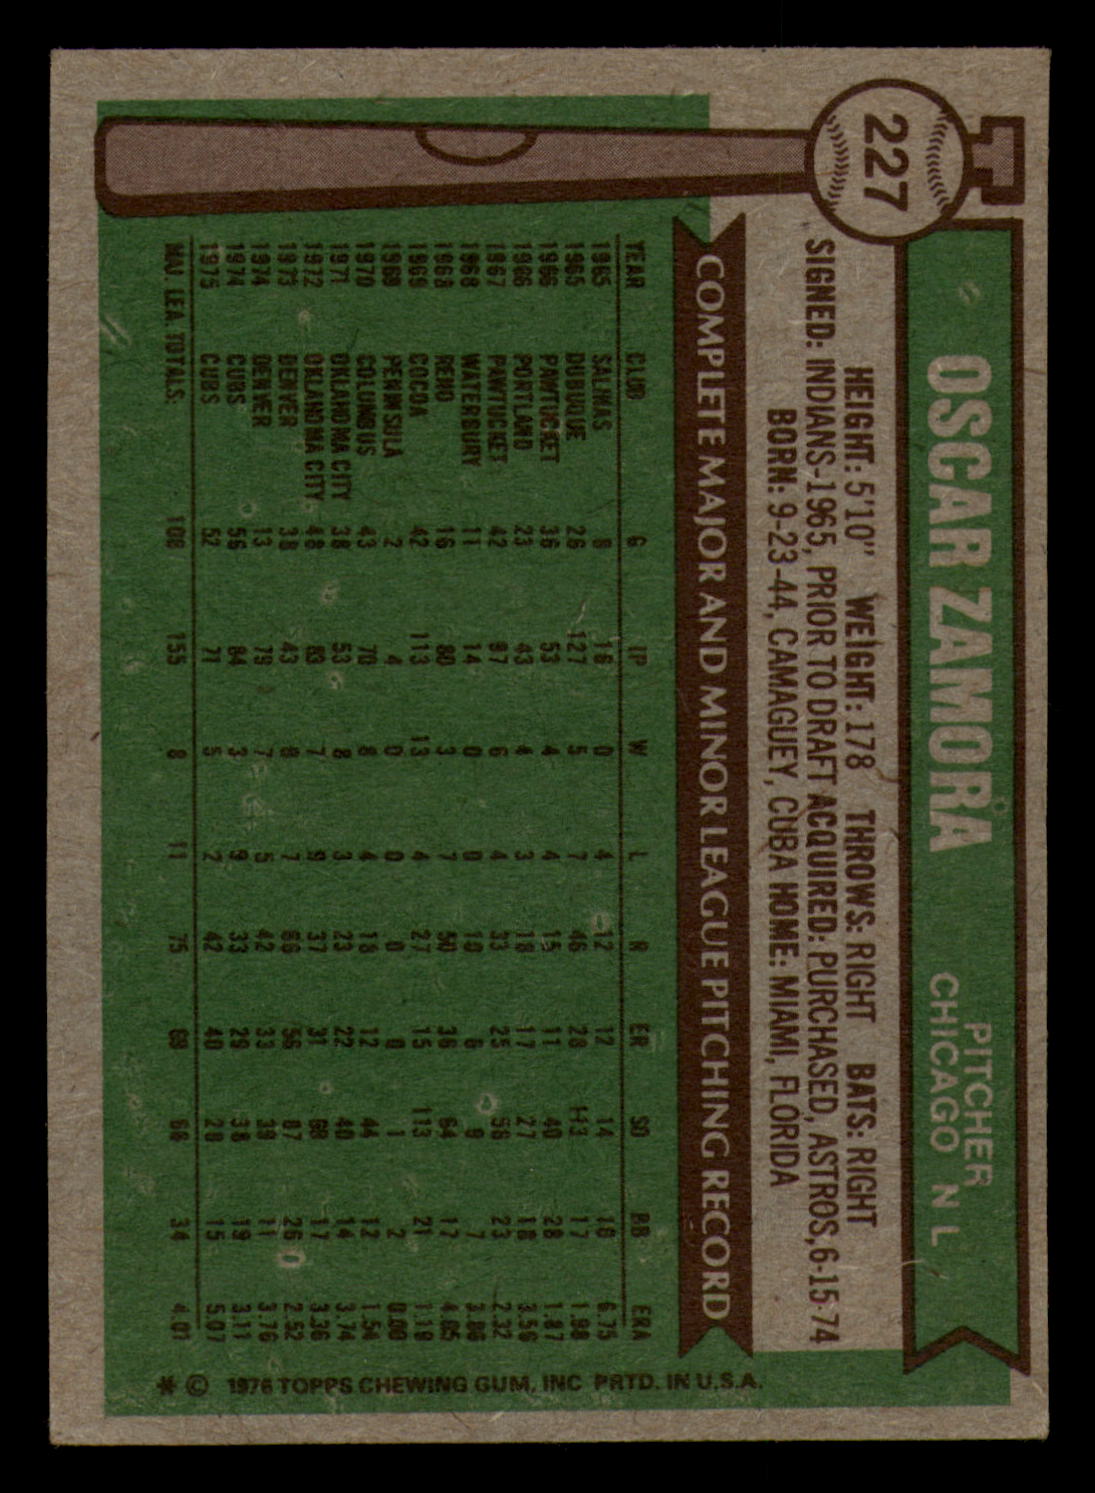 227
OSCAR ZAMORA
PITCHER
CHICAGO N L
HEIGHT: 5'10" WEIGHT: 178 THROWS: RIGHT BATS: RIGHT
SIGNED: INDIANS-1965, PRIOR TO DRAFT ACQUIRED: PURCHASED, ASTROS, 6-15-74
BORN: 9-23-44, CAMAGUEY, CUBA HOME: MIAMI, FLORIDA
COMPLETE MAJOR AND MINOR LEAGUE PITCHING RECORD
YEAR CLUB G IP W L R ER SO BB ERA
1965 SALINAS 8 16 0 4 12 12 14 16 6.75
1965 DUBUQUE 26 127 5 7 46 28 113 17 1.98
1966 PAWTUCKET 36 53 4 4 15 11 40 28 1.87
1966 PORTLAND 23 43 4 3 18 17 27 18 3.56
1967 PAWTUCKET 42 97 6 4 33 25 56 23 2.32
1968 WATERBURY 11 14 0 0 10 6 9 7 3.86
1968 RENO 16 80 3 7 50 36 64 17 4.05
1969 COCOA 42 113 13 4 27 15 113 21 1.19
1969 PENINSULA 2 4 0 0 0 0 1 2 0.00
1970 COLUMBUS 43 70 8 4 18 12 44 12 1.54
1971 OKLAHOMA CITY 38 53 8 3 23 22 40 14 3.74
1972 OKLAHOMA CITY 48 83 7 9 37 31 68 17 3.36
1973 DENVER 38 43 8 7 66 56 87 26 2.52
1974 DENVER 13 79 7 5 42 33 39 11 3.76
1974 CUBS 56 84 3 9 33 29 38 19 3.11
1975 CUBS 52 71 5 2 42 40 28 15 5.07
MAJ. LEA. TOTALS. 108 155 8 11 75 69 66 34 4.01
* © 1976 TOPPS CHEWING GUM, INC PRTD. IN U.S.A.